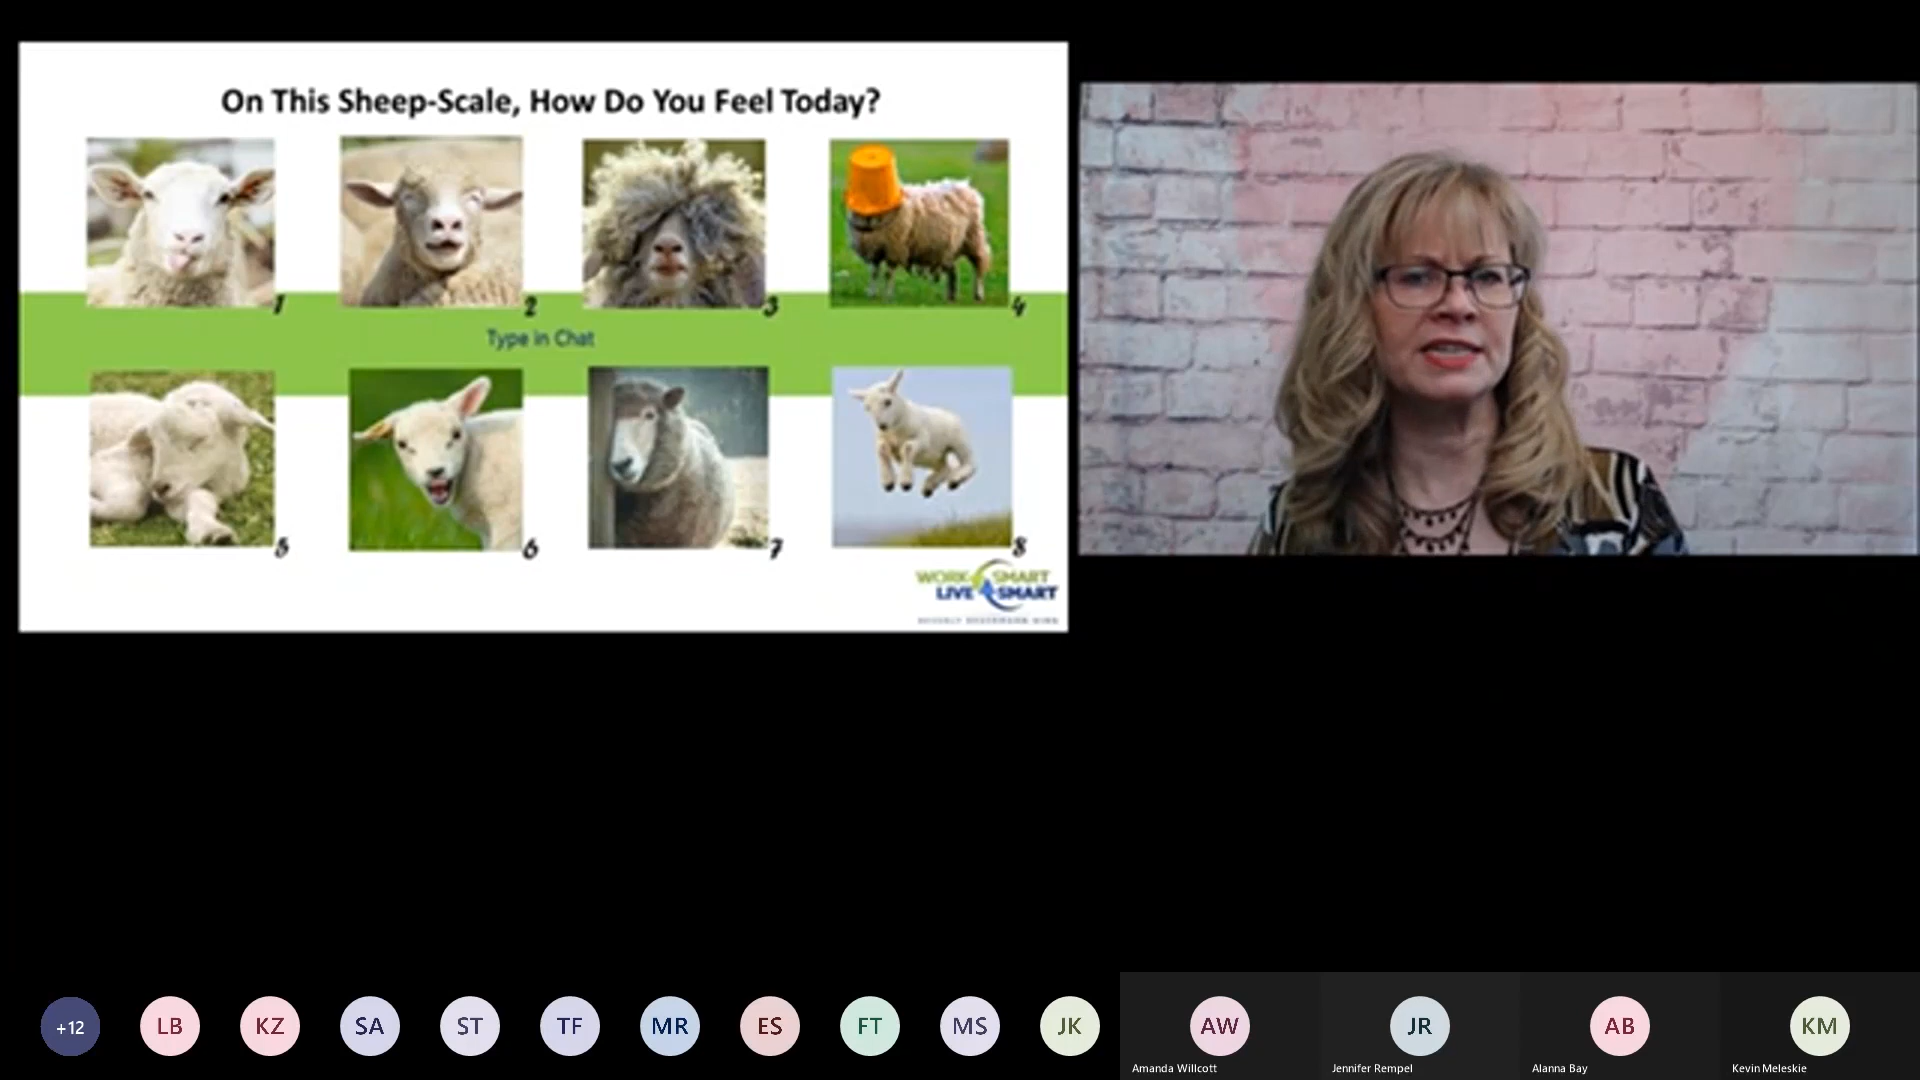 On This Sheep-Scale, How Do You Feel Today?
1
2
3
4
Type in Chat
5
6
7
8
WORK SMART
LIVE SMART
+12
LB
KZ
SA
ST
TF
MR
ES
FT
MS
JK
AW
JR
AB
KM
Amanda Willcott
Jennifer Rempel
Alanna Bay
Kevin Meleskie